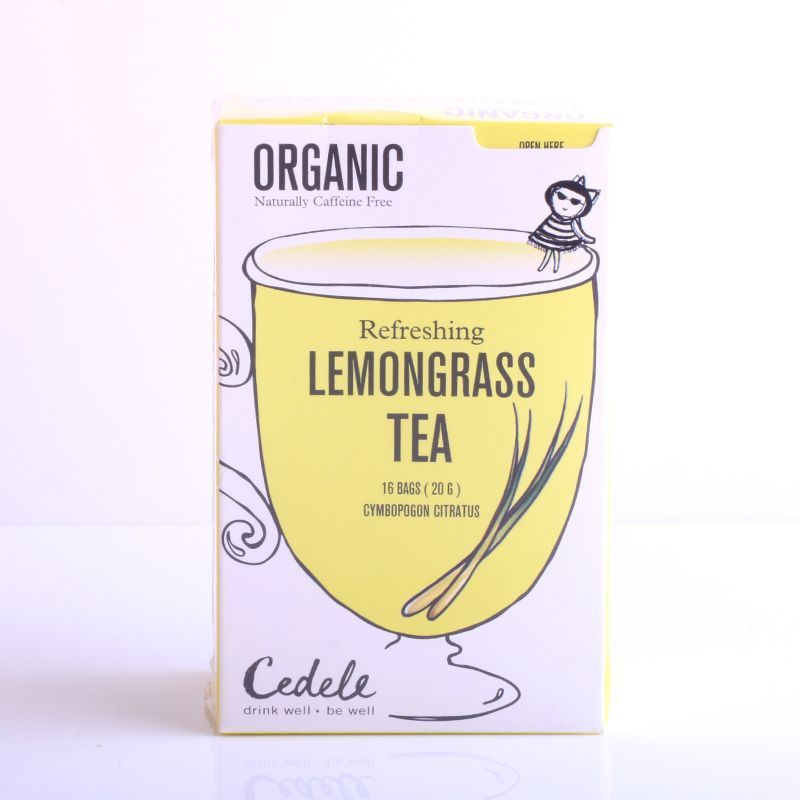 ORGANIC
OPEN HERE
ORGANIC
Naturally Caffeine Free
Refreshing
LEMONGRASS
TEA
16 BAGS ( 20 G )
CYMBOPOGON CITRATUS
Cedele
drink well • be well